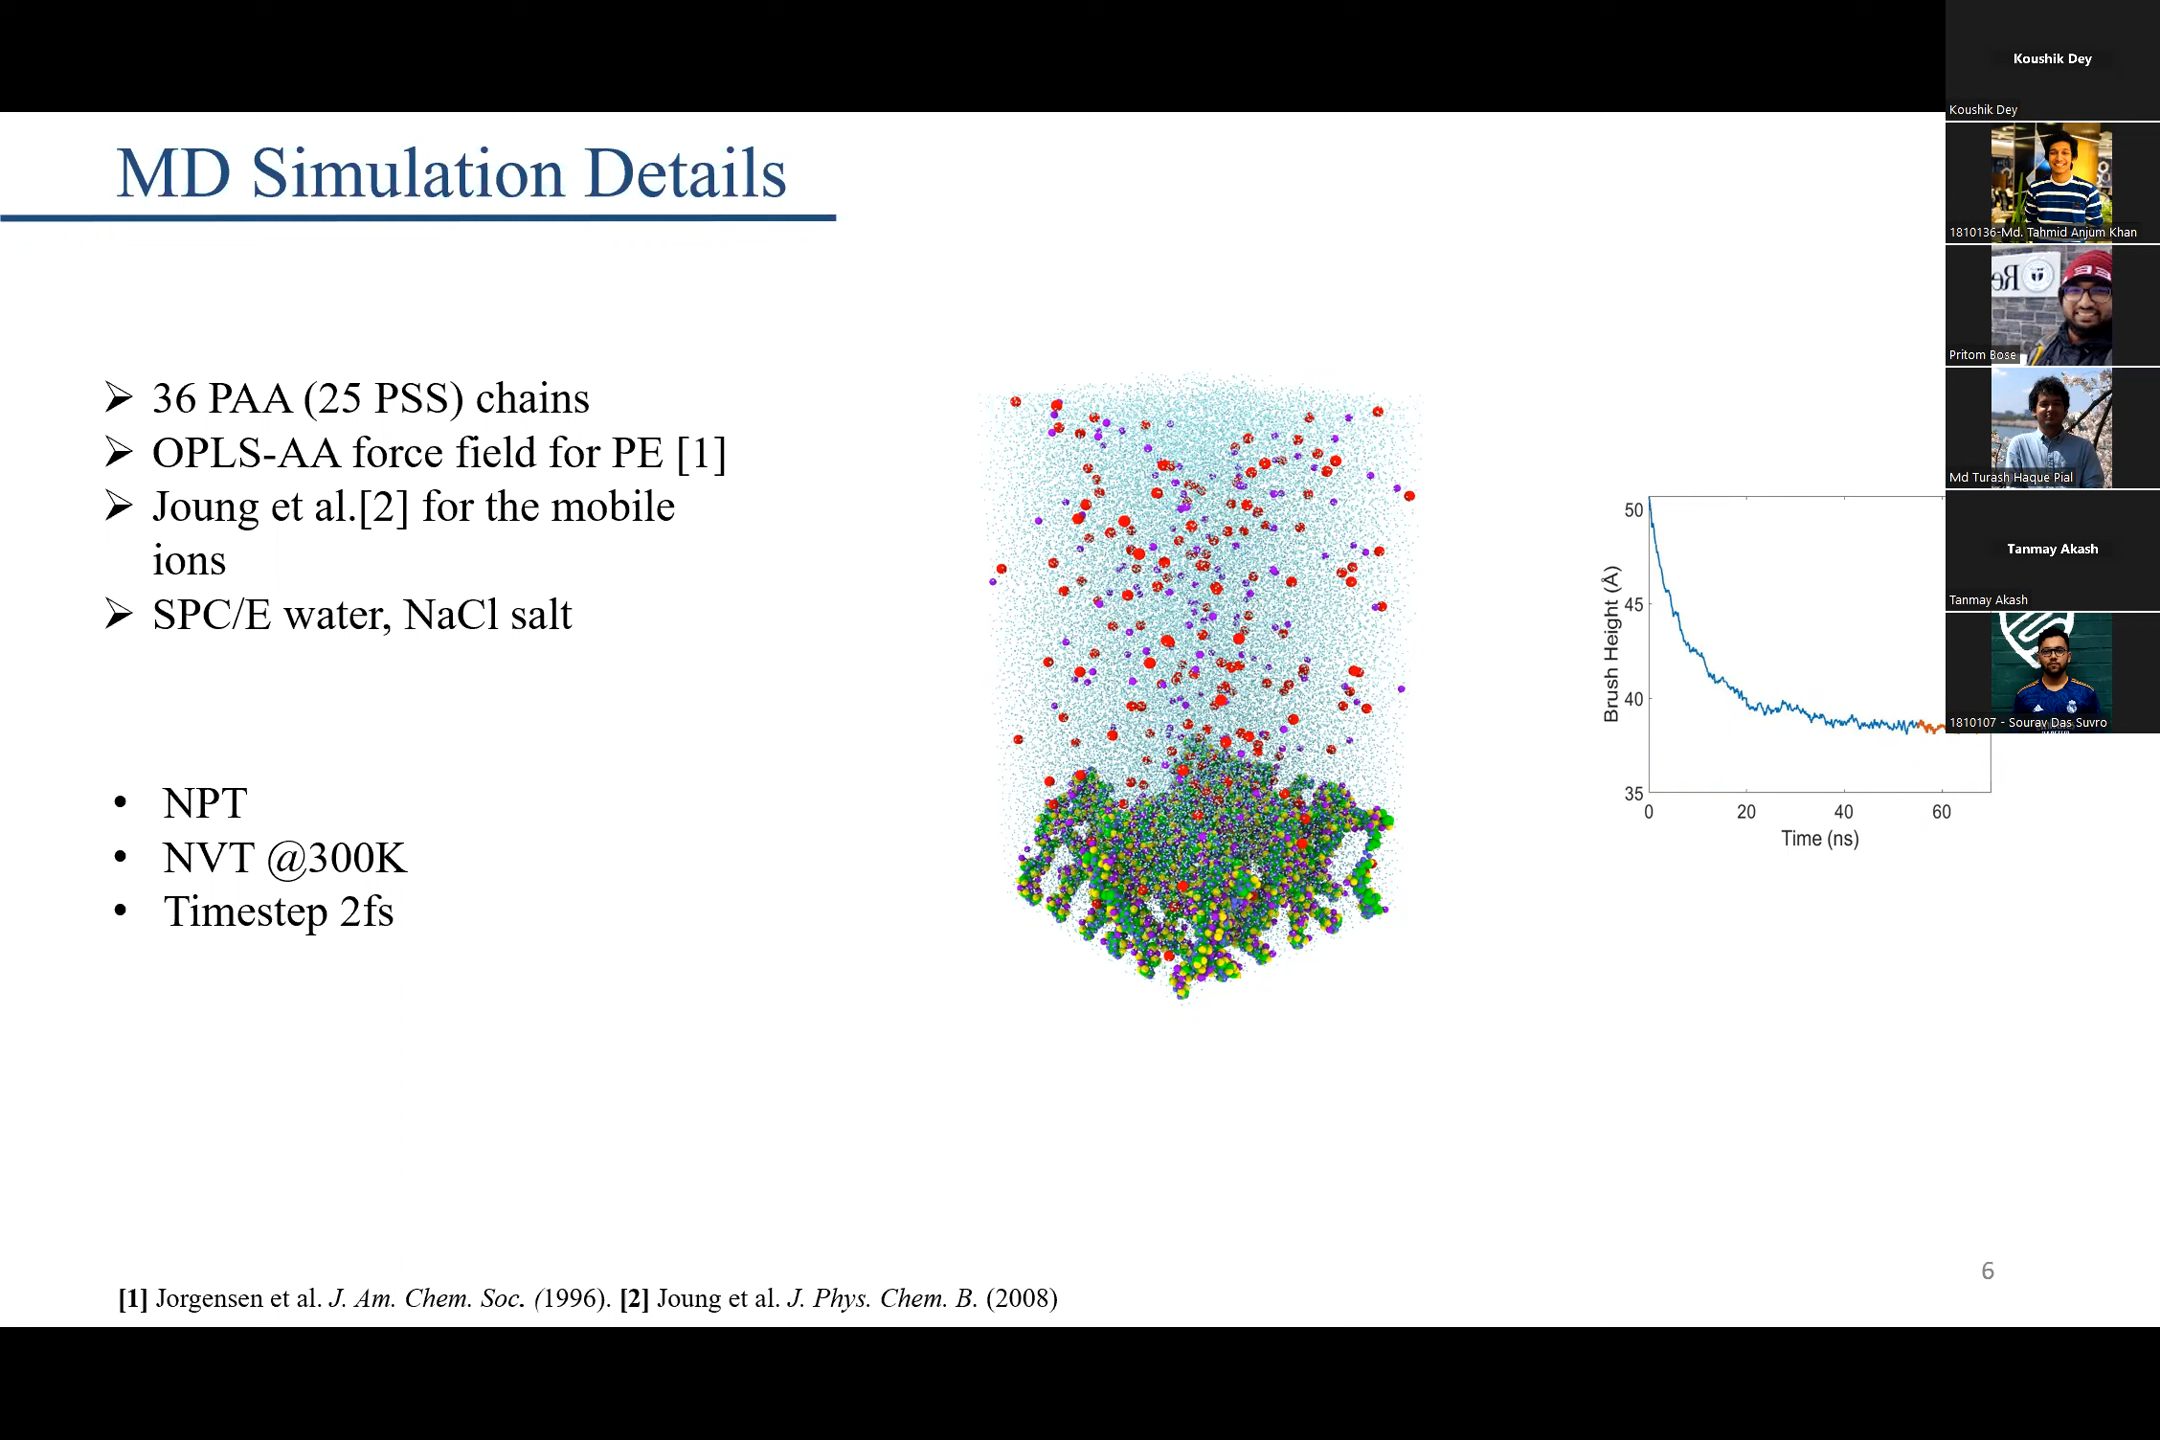 Koushik Dey
Koushik Dey
MD Simulation Details
1810136-Md. Tahmid Anjum Khan
Pritom Bose
Md Turash Haque Pial
Tanmay Akash
Tanmay Akash
1810107 - Sourav Das Suvro
➢ 36 PAA (25 PSS) chains
➢ OPLS-AA force field for PE [1]
➢ Joung et al.[2] for the mobile
ions
➢ SPC/E water, NaCl salt
• NPT
• NVT @300K
• Timestep 2fs
Brush Height (Å)
50
45
40
35
0 20 40 60
Time (ns)
6
[1] Jorgensen et al. J. Am. Chem. Soc. (1996). [2] Joung et al. J. Phys. Chem. B. (2008)